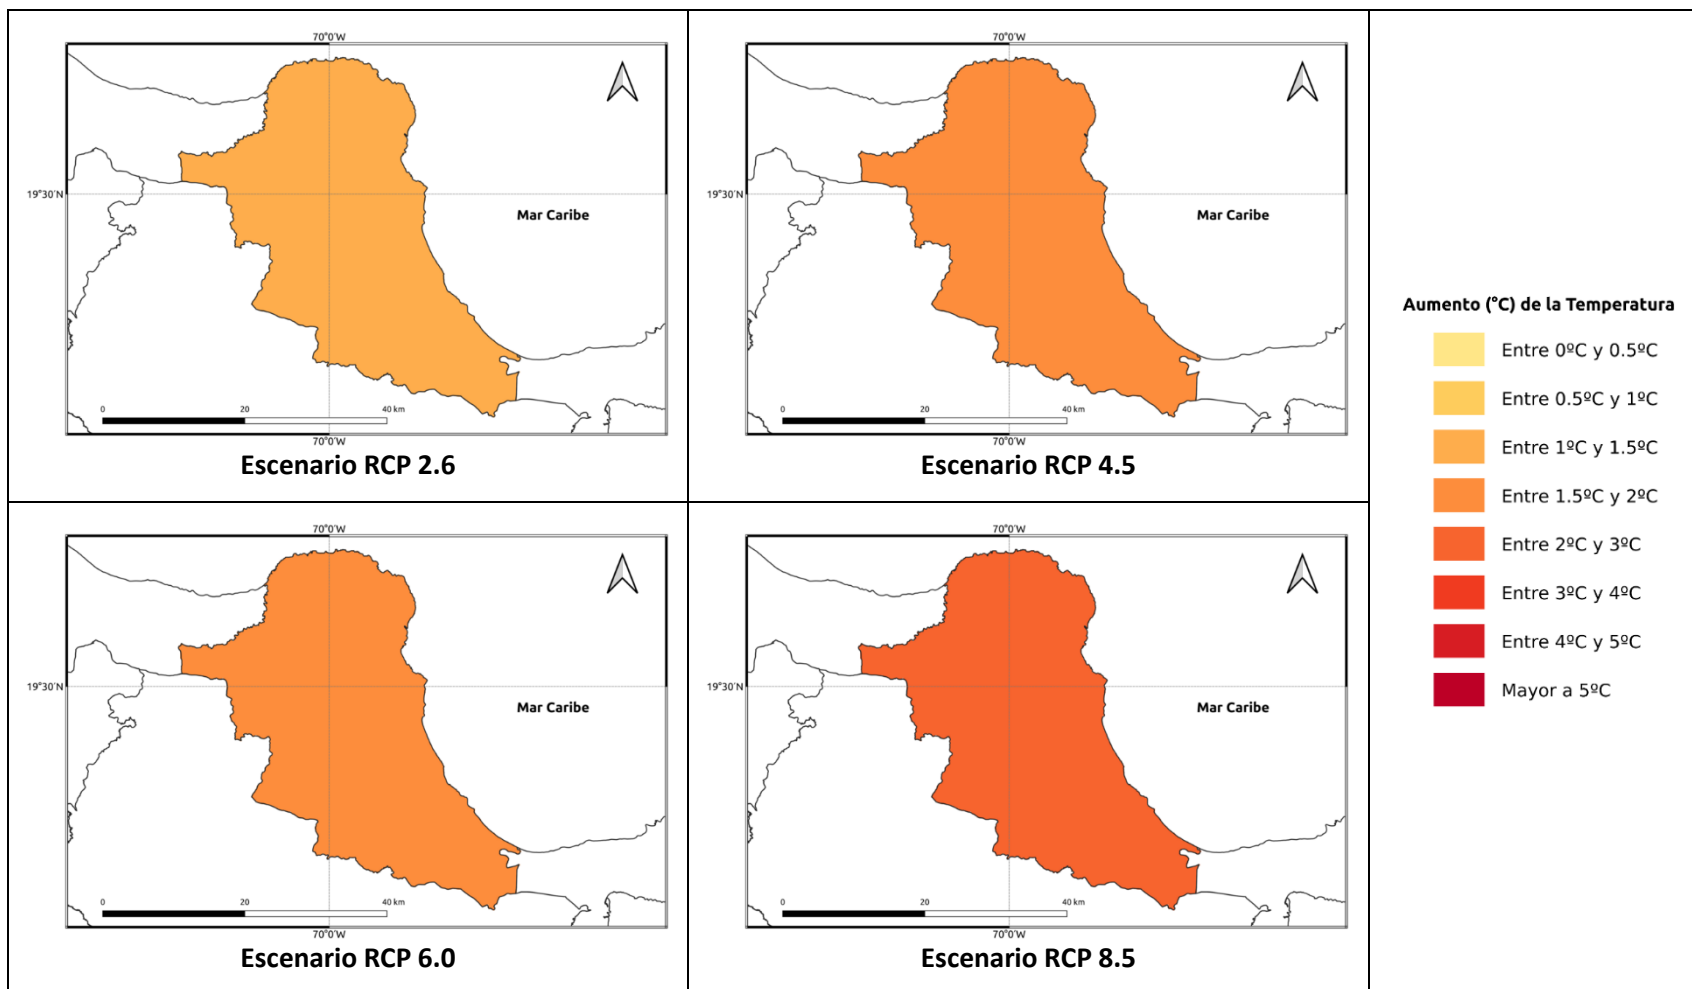 70°0'W
19°30'N
Mar Caribe
0 20 40 km
70°0'W
Escenario RCP 2.6
70°0'W
19°30'N
Mar Caribe
0 20 40 km
70°0'W
Escenario RCP 4.5
70°0'W
19°30'N
Mar Caribe
0 20 40 km
70°0'W
Escenario RCP 6.0
70°0'W
19°30'N
Mar Caribe
0 20 40 km
70°0'W
Escenario RCP 8.5
Aumento (°C) de la Temperatura
Entre 0ºC y 0.5ºC
Entre 0.5ºC y 1ºC
Entre 1ºC y 1.5ºC
Entre 1.5ºC y 2ºC
Entre 2ºC y 3ºC
Entre 3ºC y 4ºC
Entre 4ºC y 5ºC
Mayor a 5ºC